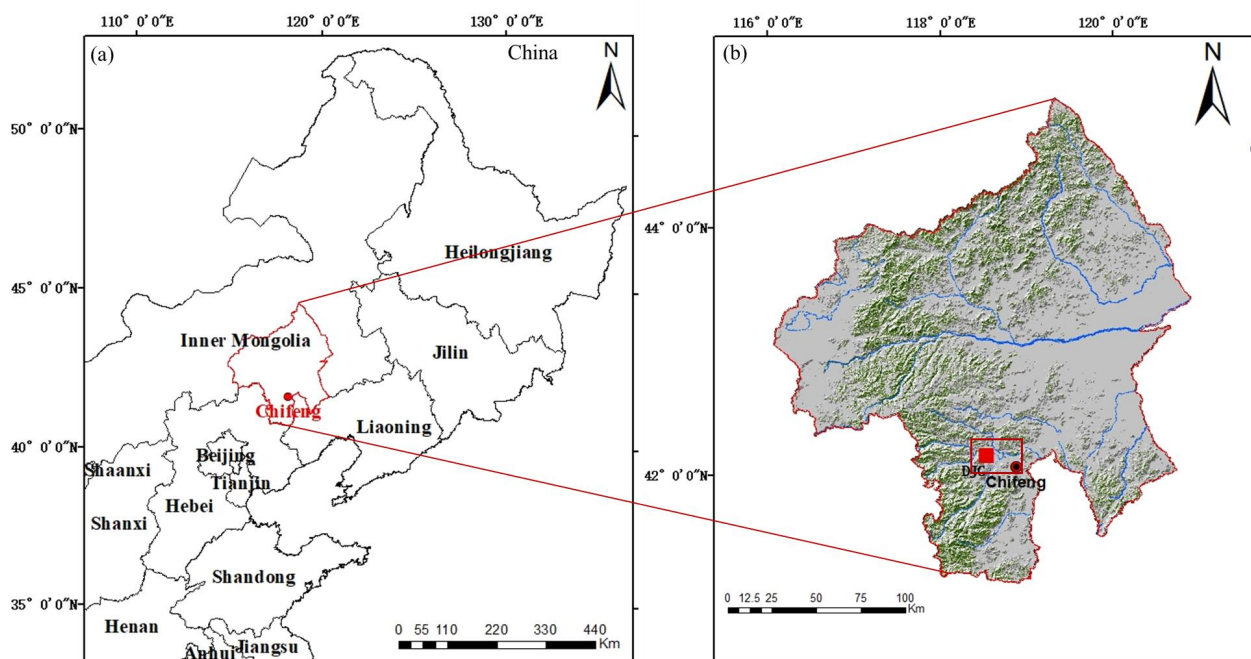 110° 0′0″E
120° 0′0″E
130° 0′0″E
(a)
China
N
50° 0′0″N
45° 0′0″N
40° 0′0″N
35° 0′0″N
Heilongjiang
Inner Mongolia
Jilin
Chifeng
Liaoning
Beijing
Shaanxi
Tianjin
Hebei
Shanxi
Shandong
Henan
Jiangsu
Anhui
0 55 110 220 330 440
Km
116° 0′0″E
118° 0′0″E
120° 0′0″E
(b)
N
44° 0′0″N
42° 0′0″N
DJC
Chifeng
0 12.5 25 50 75 100
Km